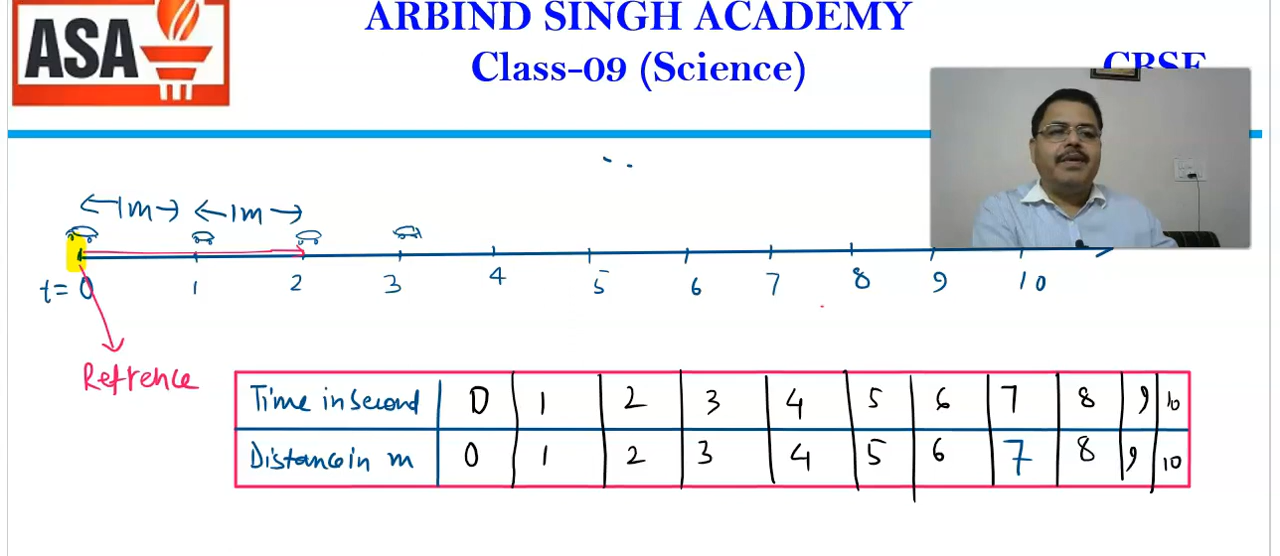 ASA
ARBIND SINGH ACADEMY
Class-09 (Science)
CBSE
1m 1m
t= 0 1 2 3 4 5 6 7 8 9 10
Refrence
Time in Second 0 1 2 3 4 5 6 7 8 9 10
Distance in m 0 1 2 3 4 5 6 7 8 9 10